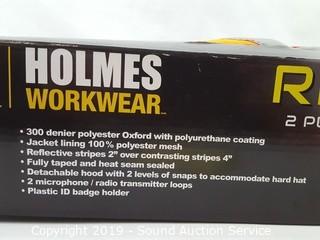 HOLMES
WORKWEAR
2 P
• 300 denier polyester Oxford with polyurethane coating
• Jacket lining 100% polyester mesh
• Reflective stripes 2" over contrasting stripes 4"
• Fully taped and heat seam sealed
• Detachable hood with 2 levels of snaps to accommodate hard hat
• 2 microphone / radio transmitter loops
• Plastic ID badge holder
Copyright 2019 - Sound Auction Service